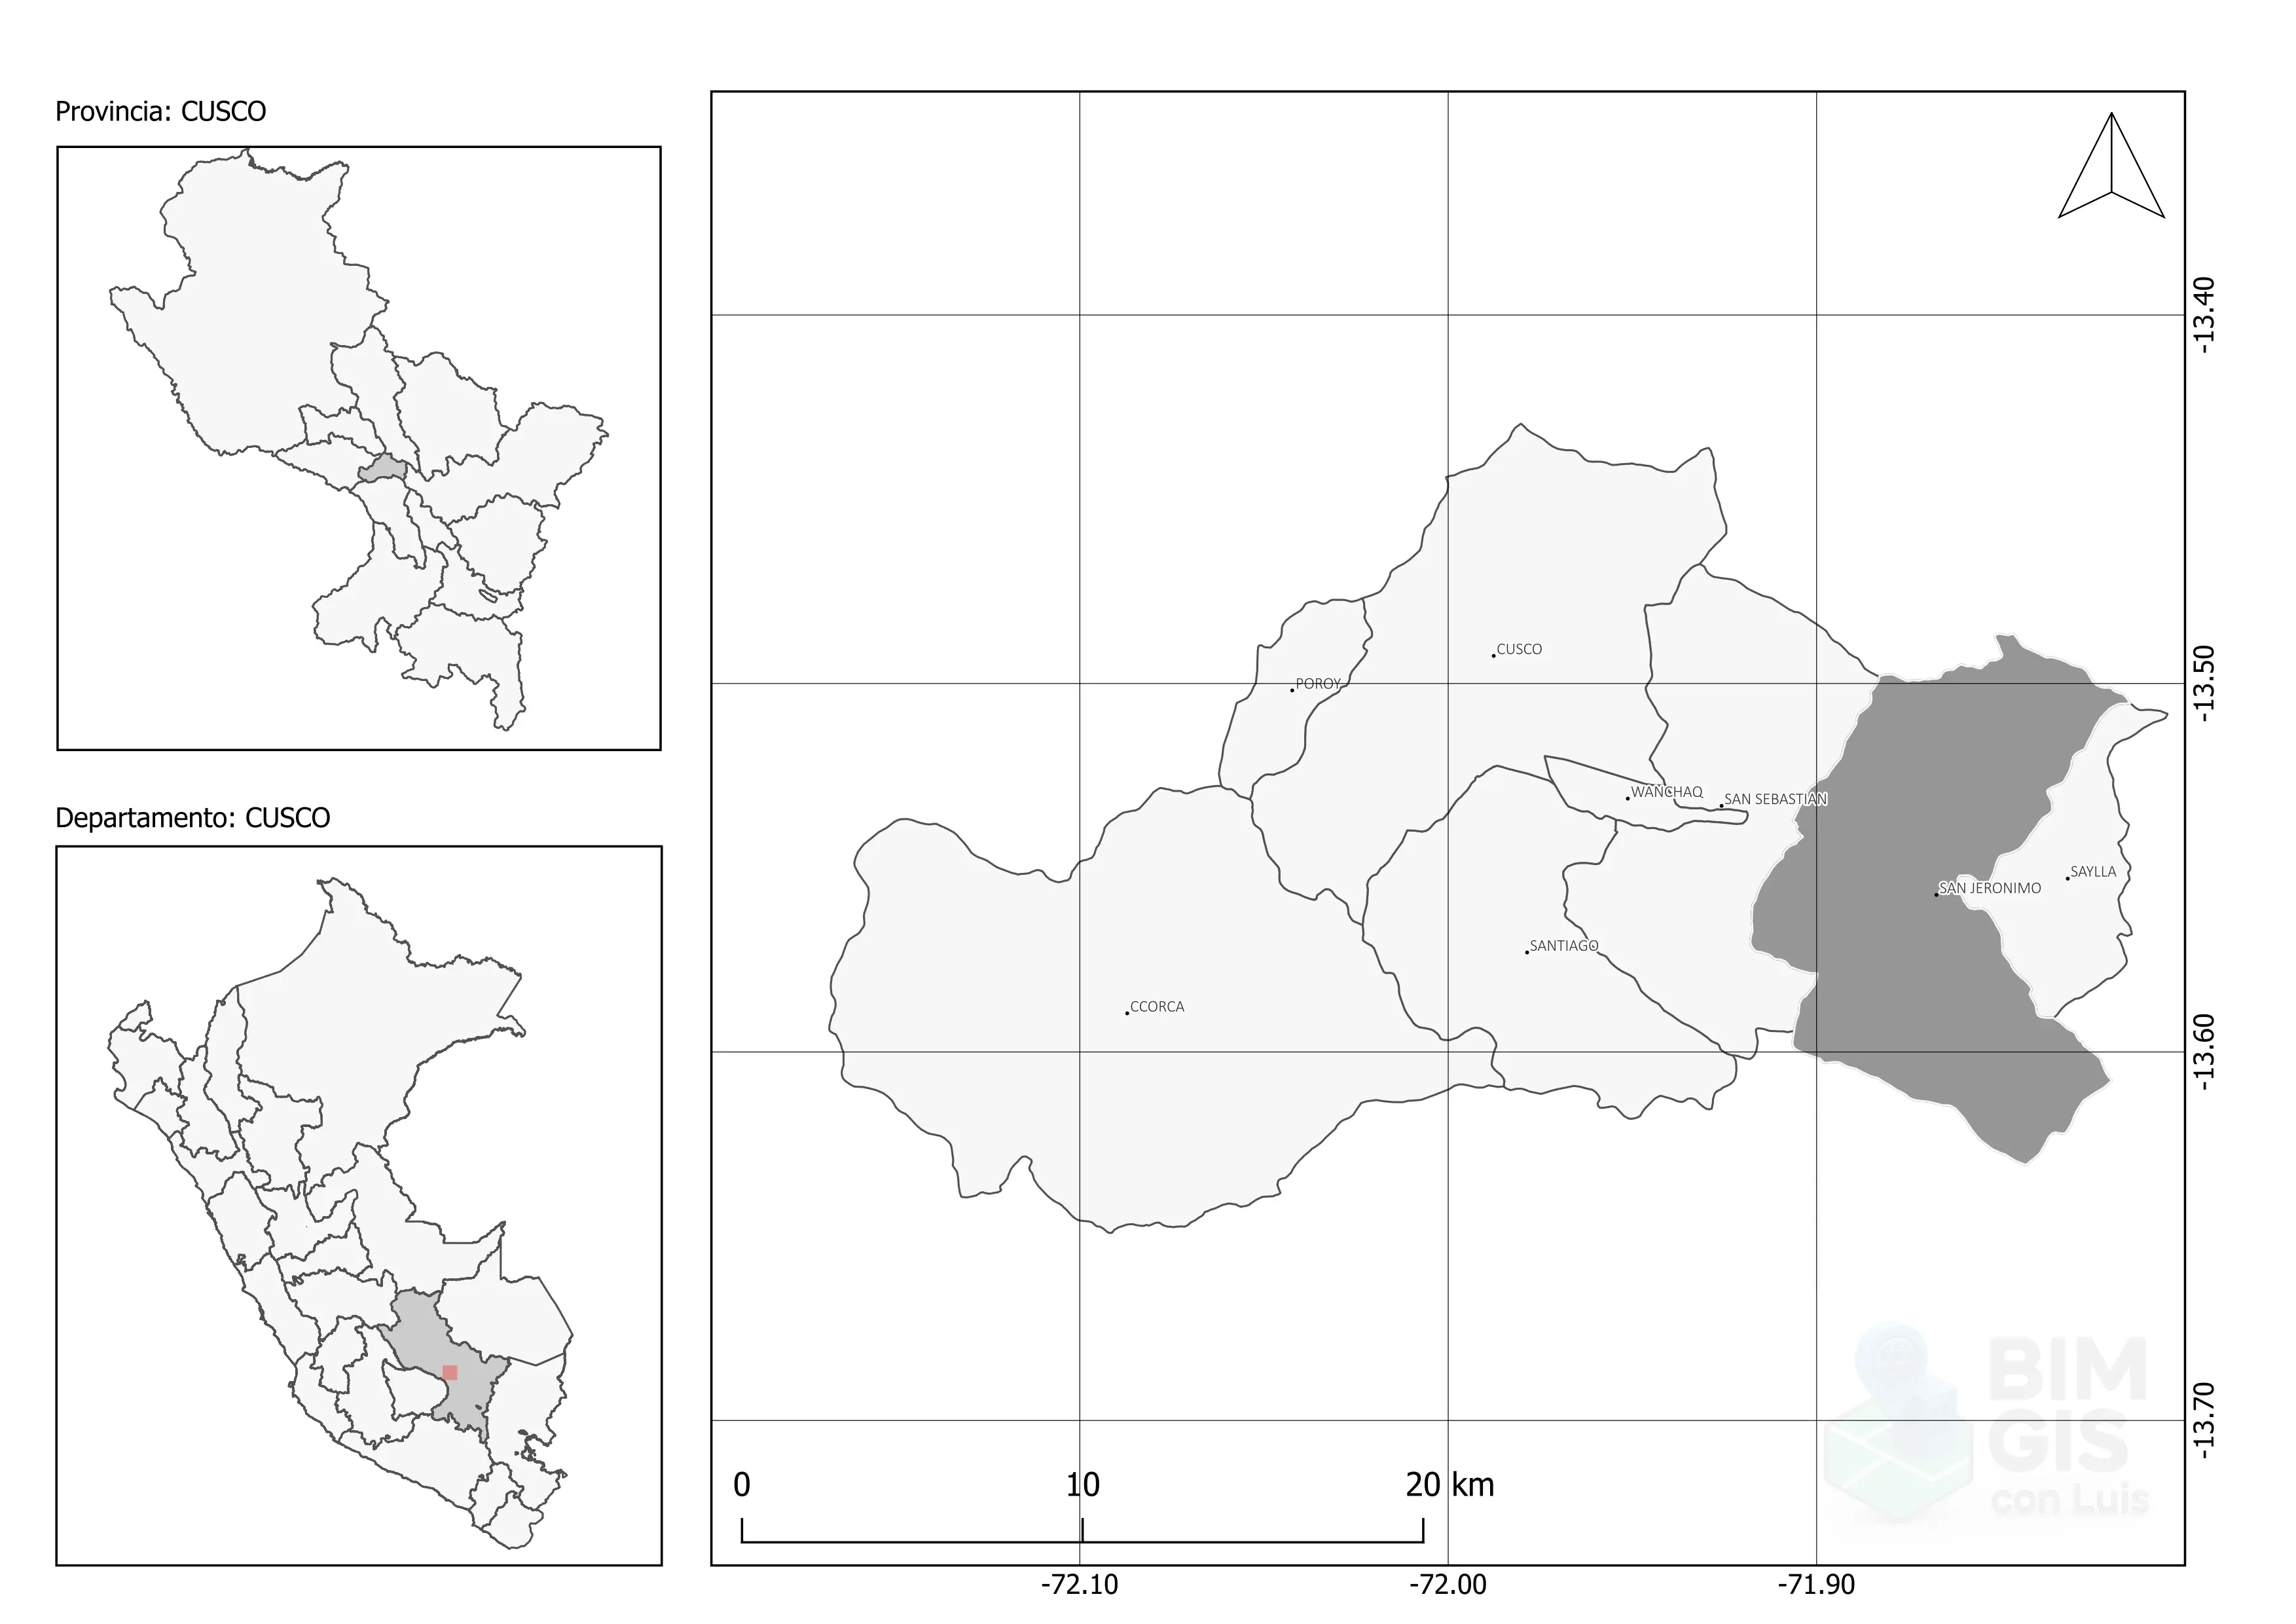 Provincia: CUSCO
Departamento: CUSCO
CUSCO
POROY
WANCHAQ
SAN SEBASTIAN
SAYLLA
SAN JERONIMO
SANTIAGO
CCORCA
-13.40
-13.50
-13.60
-13.70
0 10 20 km
-72.10 -72.00 -71.90
BIM
GIS
con Luis